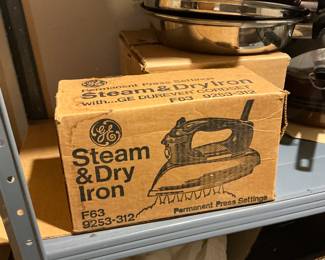 Permanent Press Settings
Steam & Dry Iron
with...GE DUREVER CORDSET
F63 9253-312
GE
Steam
& Dry
Iron
F63
9253-312
Permanent Press Settings